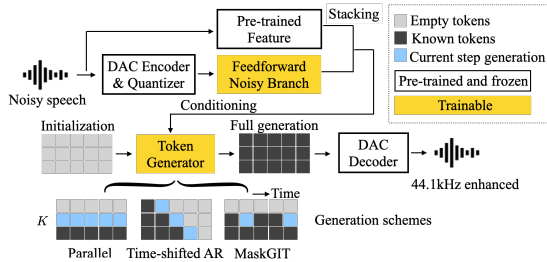 Stacking
Pre-trained
Feature
DAC Encoder
& Quantizer
Feedforward
Noisy Branch
Noisy speech
Conditioning
Empty tokens
Known tokens
Current step generation
Pre-trained and frozen
Trainable
Initialization
Full generation
Token
Generator
DAC
Decoder
44.1kHz enhanced
Time
K
Generation schemes
Parallel
Time-shifted AR
MaskGIT